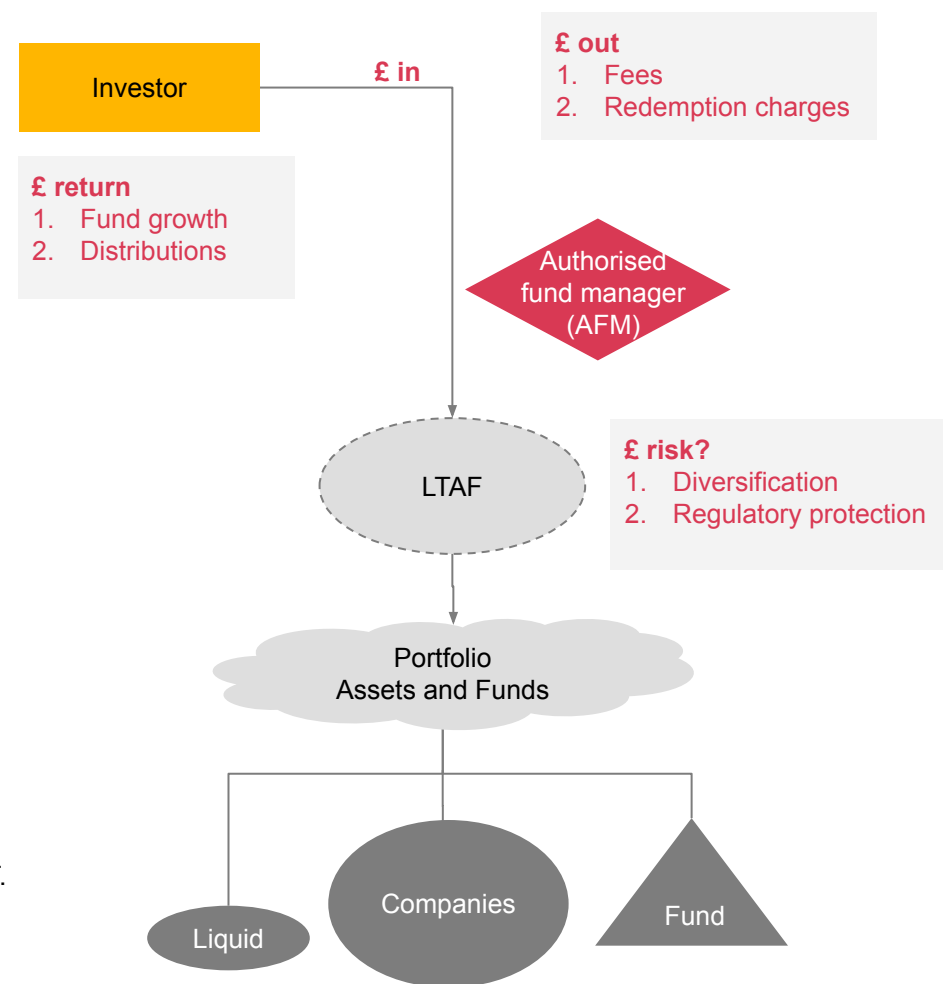 Investor
£ in
£ out
1. Fees
2. Redemption charges
£ return
1. Fund growth
2. Distributions
Authorised
fund manager
(AFM)
LTAF
£ risk?
1. Diversification
2. Regulatory protection
Portfolio
Assets and Funds
Liquid
Companies
Fund